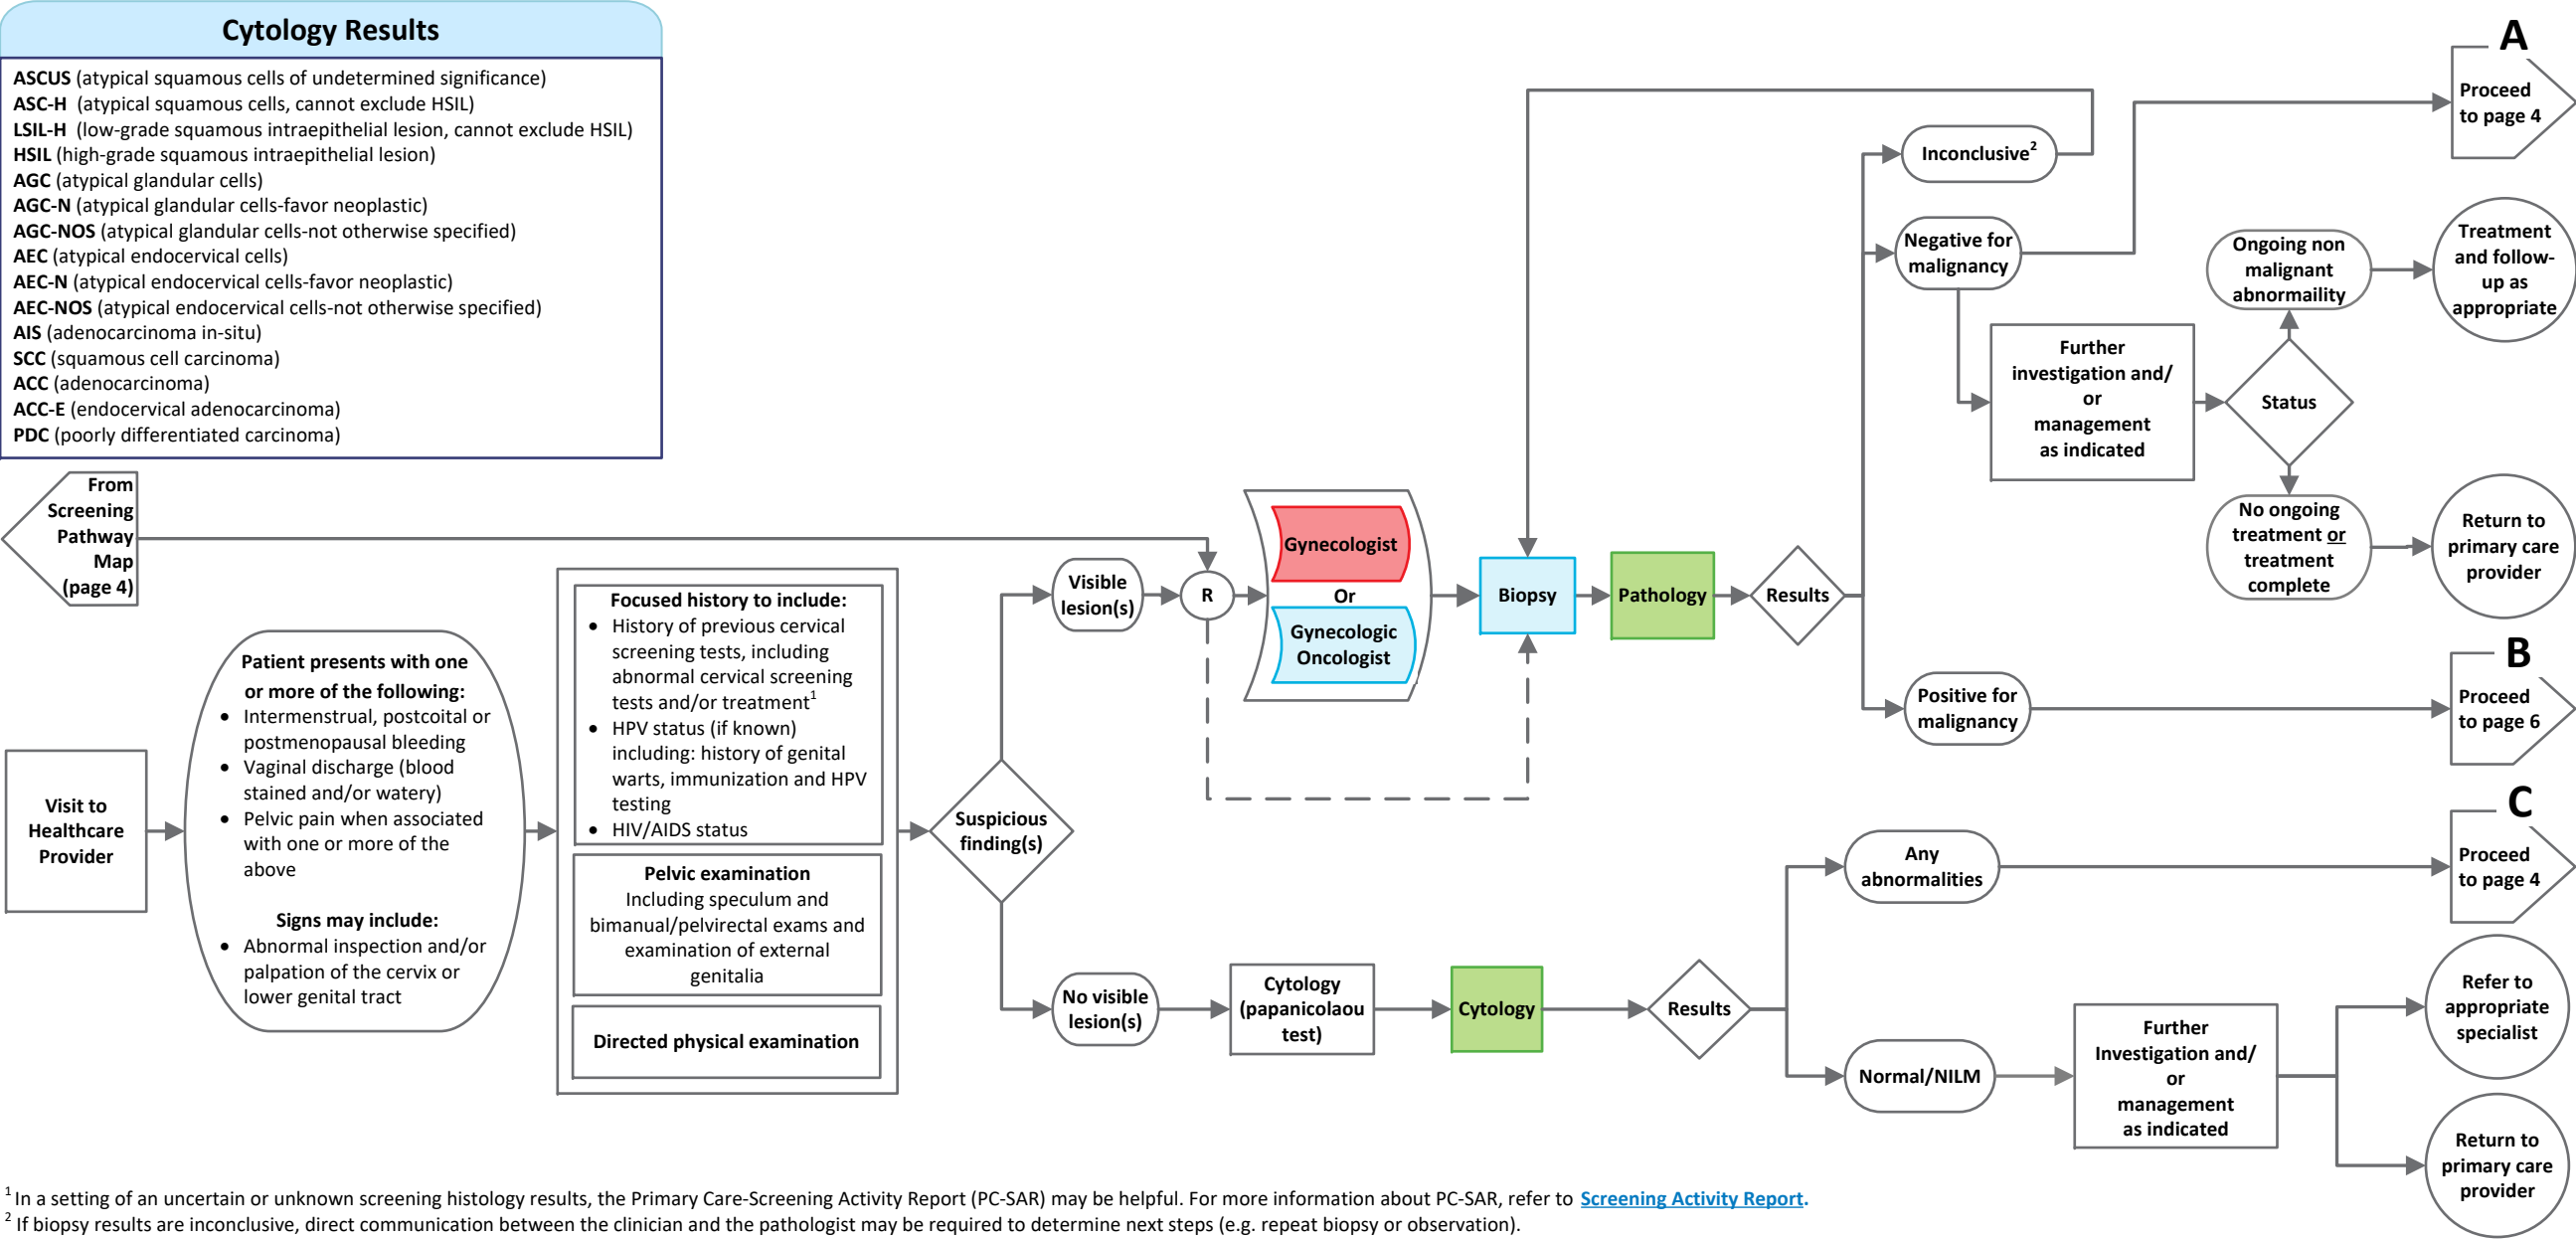 Cytology Results
ASCUS (atypical squamous cells of undetermined significance)
ASC-H (atypical squamous cells, cannot exclude HSIL)
LSIL-H (low-grade squamous intraepithelial lesion, cannot exclude HSIL)
HSIL (high-grade squamous intraepithelial lesion)
AGC (atypical glandular cells)
AGC-N (atypical glandular cells-favor neoplastic)
AGC-NOS (atypical glandular cells-not otherwise specified)
AEC (atypical endocervical cells)
AEC-N (atypical endocervical cells-favor neoplastic)
AEC-NOS (atypical endocervical cells-not otherwise specified)
AIS (adenocarcinoma in-situ)
SCC (squamous cell carcinoma)
ACC (adenocarcinoma)
ACC-E (endocervical adenocarcinoma)
PDC (poorly differentiated carcinoma)
From
Screening
Pathway
Map
(page 4)
Visit to
Healthcare
Provider
Patient presents with one
or more of the following:
• Intermenstrual, postcoital or
postmenopausal bleeding
• Vaginal discharge (blood
stained and/or watery)
• Pelvic pain when associated
with one or more of the
above
Signs may include:
• Abnormal inspection and/or
palpation of the cervix or
lower genital tract
Focused history to include:
• History of previous cervical
screening tests, including
abnormal cervical screening
tests and/or treatment1
• HPV status (if known)
including: history of genital
warts, immunization and HPV
testing
• HIV/AIDS status
Pelvic examination
Including speculum and
bimanual/pelvirectal exams and
examination of external
genitalia
Directed physical examination
Suspicious
finding(s)
Visible
lesion(s)
R
Gynecologist
Or
Gynecologic
Oncologist
Biopsy
Pathology
Results
Inconclusive2
Negative for
malignancy
A
Proceed
to page 4
Further
investigation and/
or
management
as indicated
Status
Ongoing non
malignant
abnormaility
Treatment
and follow-
up as
appropriate
No ongoing
treatment or
treatment
complete
Return to
primary care
provider
Positive for
malignancy
B
Proceed
to page 6
No visible
lesion(s)
Cytology
(papanicolaou
test)
Cytology
Results
Any
abnormalities
C
Proceed
to page 4
Normal/NILM
Further
Investigation and/
or
management
as indicated
Refer to
appropriate
specialist
Return to
primary care
provider
1 In a setting of an uncertain or unknown screening histology results, the Primary Care-Screening Activity Report (PC-SAR) may be helpful. For more information about PC-SAR, refer to Screening Activity Report.
2 If biopsy results are inconclusive, direct communication between the clinician and the pathologist may be required to determine next steps (e.g. repeat biopsy or observation).